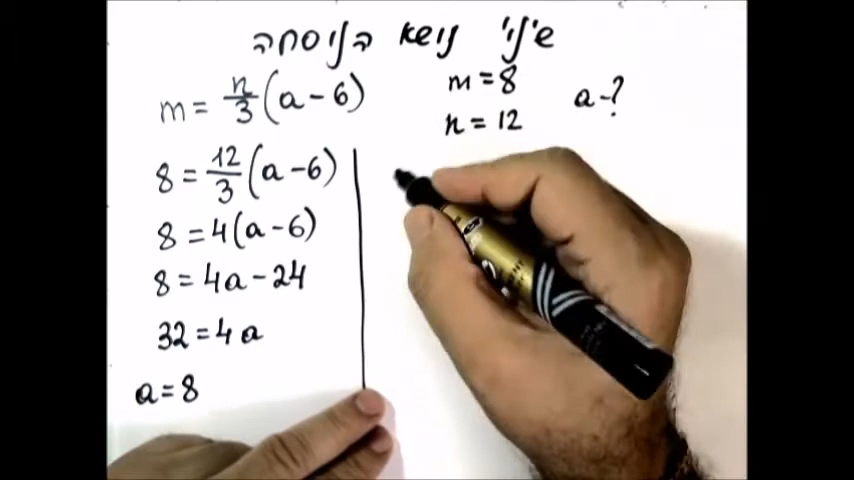 שינוי נושא הנוסחה
m = n/3 (a - 6)
m = 8
n = 12
a - ?
8 = 12/3 (a - 6)
8 = 4(a - 6)
8 = 4a - 24
32 = 4a
a = 8